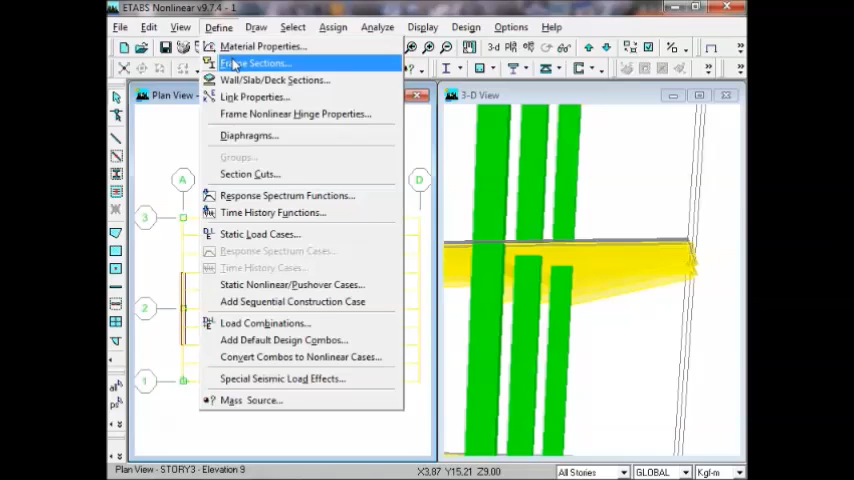 ETABS Nonlinear v9.7.4 - 1
File Edit View Define Draw Select Assign Analyze Display Design Options Help
3-d
Material Properties...
Frame Sections...
Wall/Slab/Deck Sections...
Link Properties...
Frame Nonlinear Hinge Properties...
Diaphragms...
Groups...
Section Cuts...
Response Spectrum Functions...
Time History Functions...
Static Load Cases...
Response Spectrum Cases...
Time History Cases...
Static Nonlinear/Pushover Cases...
Add Sequential Construction Case
Load Combinations...
Add Default Design Combos...
Convert Combos to Nonlinear Cases...
Special Seismic Load Effects...
Mass Source...
Plan View
A
D
3
2
1
3-D View
all
Plan View - STORY3 - Elevation 9
X3.87 Y15.21 Z9.00
All Stories
GLOBAL
Kgf-m